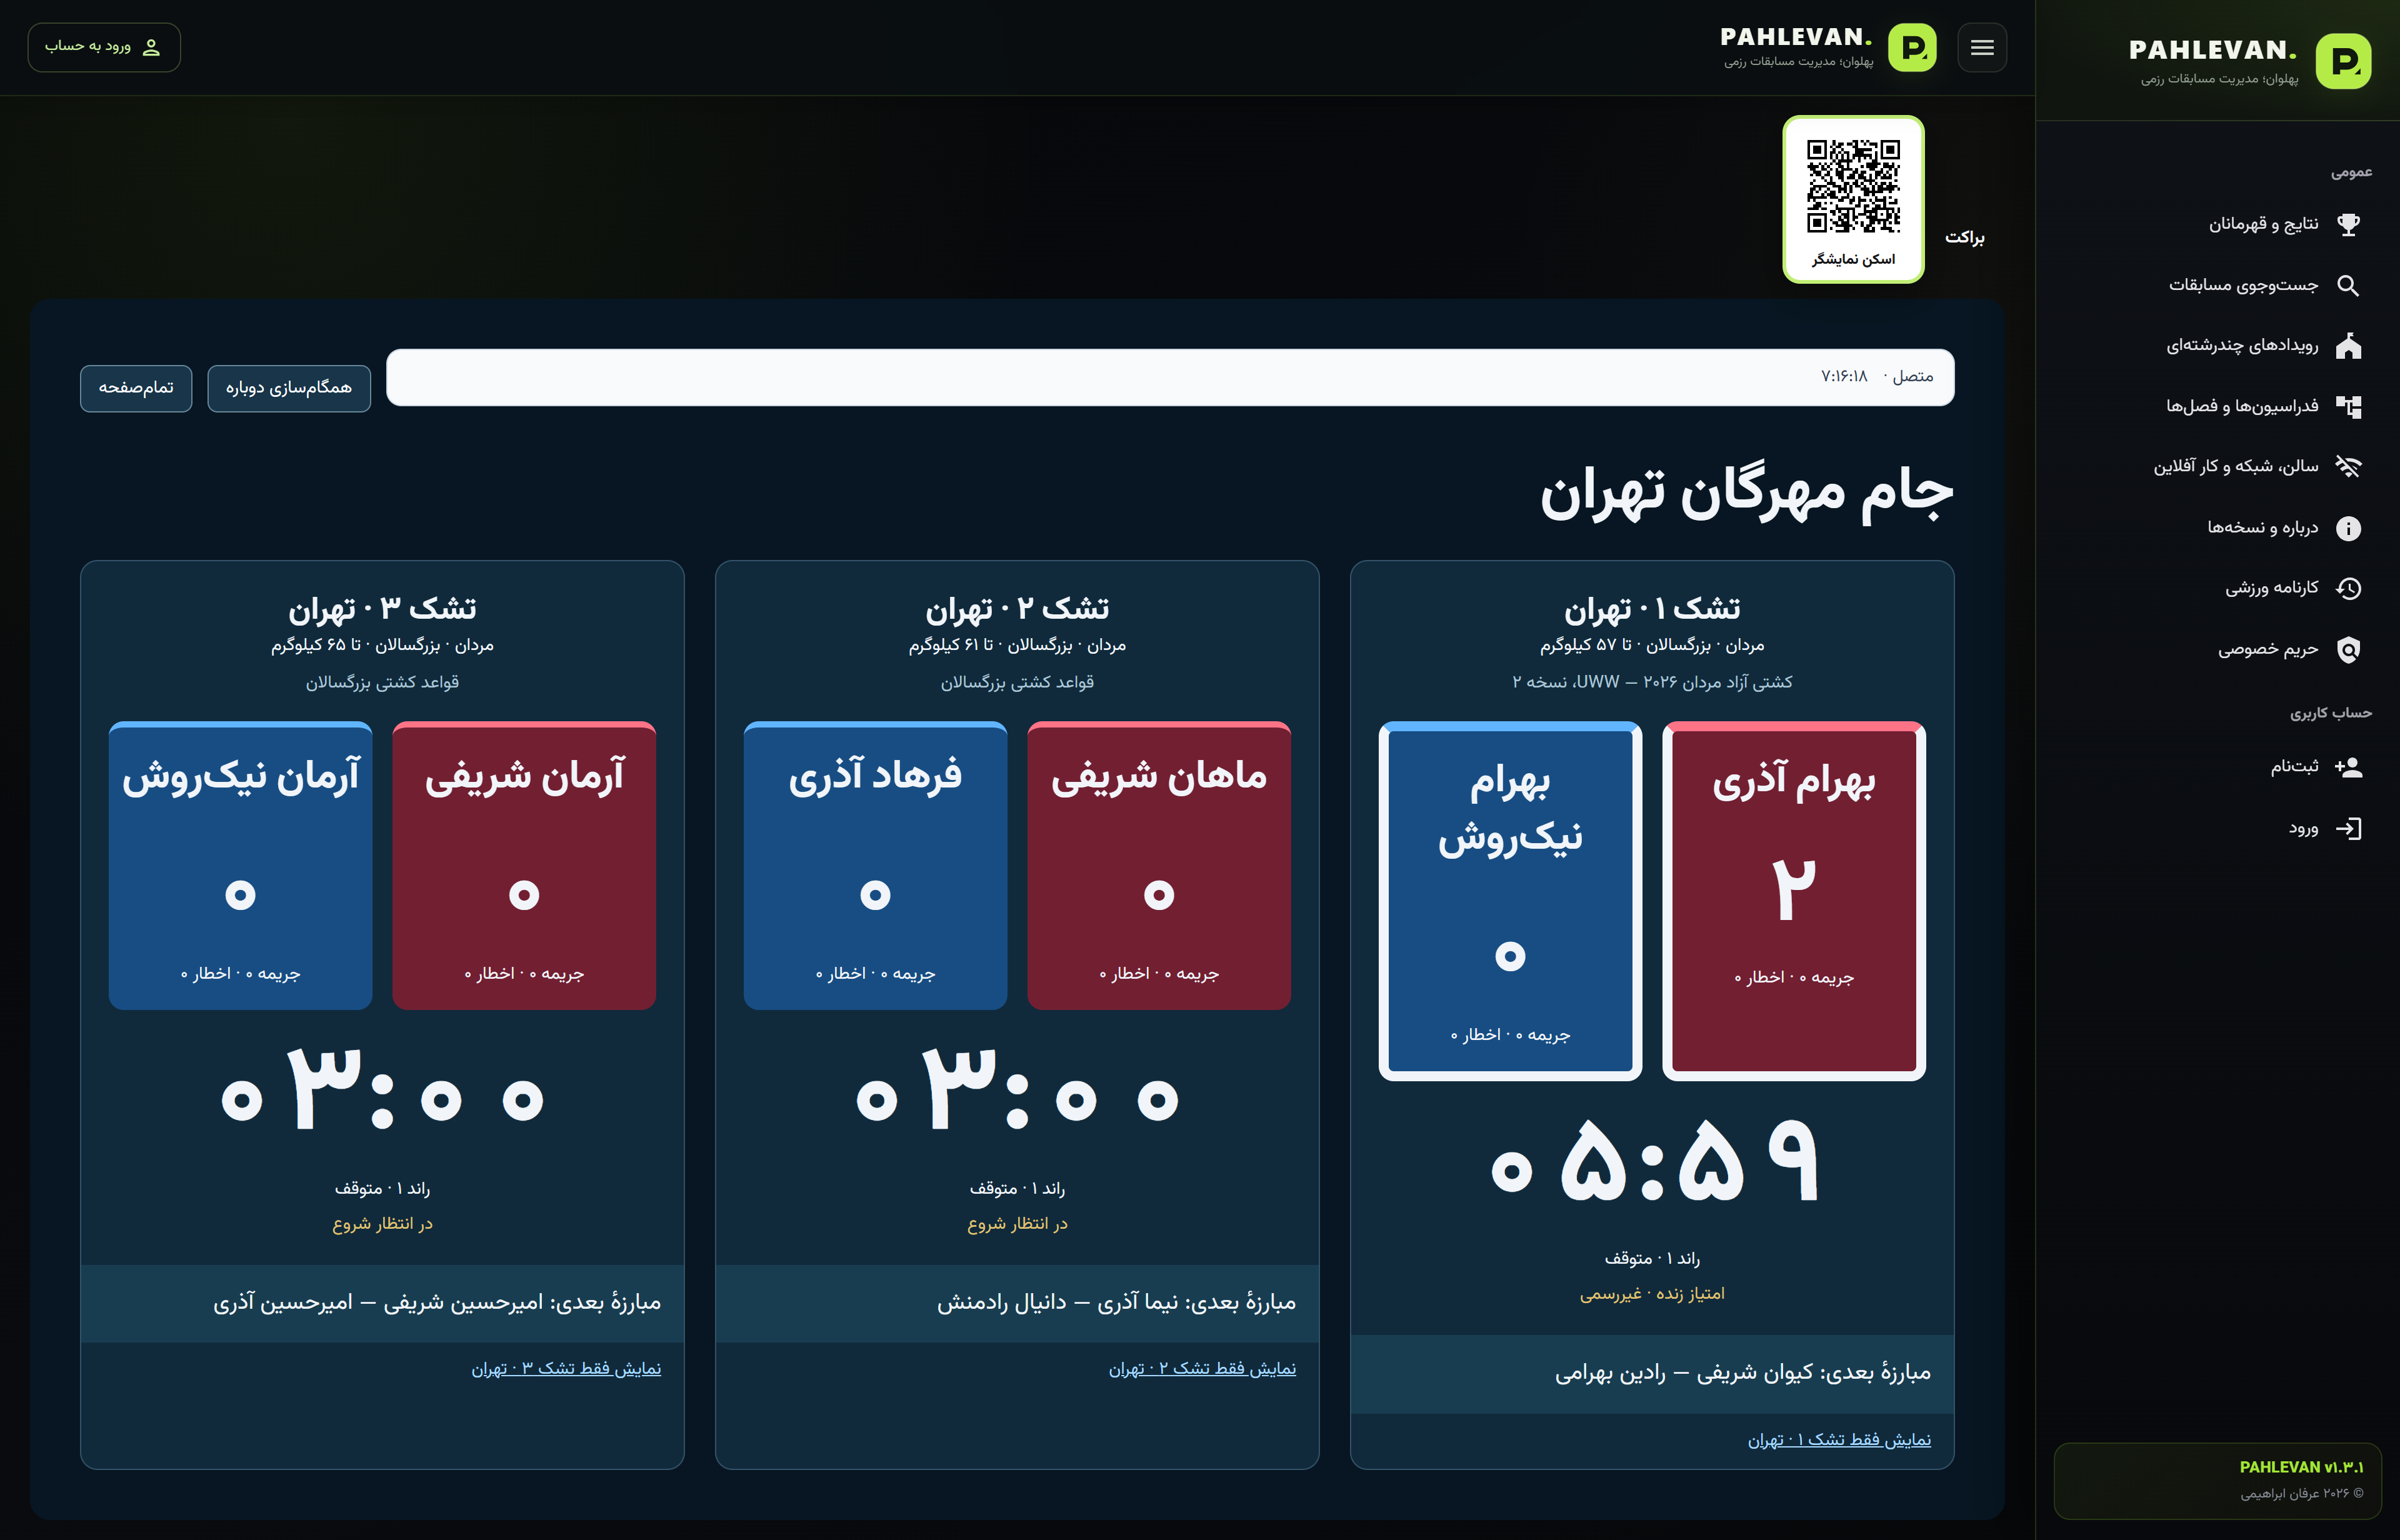 PAHLEVAN.
پهلوان؛ مدیریت مسابقات رزمی
عمومی
نتایج و قهرمانان
جست‌وجوی مسابقات
رویدادهای چندرشته‌ای
فدراسیون‌ها و فصل‌ها
سالن، شبکه و کار آفلاین
درباره و نسخه‌ها
کارنامه ورزشی
حریم خصوصی
حساب کاربری
ثبت‌نام
ورود
PAHLEVAN v۱.۳.۱
© ۲۰۲۶ عرفان ابراهیمی
PAHLEVAN.
پهلوان؛ مدیریت مسابقات رزمی
ورود به حساب
براکت
اسکن نمایشگر
متصل · ۷:۱۶:۱۸
همگام‌سازی دوباره
تمام‌صفحه
جام مهرگان تهران
تشک ۱ · تهران
مردان · بزرگسالان · تا ۵۷ کیلوگرم
کشتی آزاد مردان ۲۰۲۶ — UWW، نسخه ۲
بهرام آذری
۲
جریمه ۰ · اخطار ۰
بهرام
نیک‌روش
۰
جریمه ۰ · اخطار ۰
۰۵:۵۹
راند ۱ · متوقف
امتیاز زنده · غیررسمی
مبارزهٔ بعدی: کیوان شریفی — رادین بهرامی
نمایش فقط تشک ۱ · تهران
تشک ۲ · تهران
مردان · بزرگسالان · تا ۶۱ کیلوگرم
قواعد کشتی بزرگسالان
ماهان شریفی
۰
جریمه ۰ · اخطار ۰
فرهاد آذری
۰
جریمه ۰ · اخطار ۰
۰۳:۰۰
راند ۱ · متوقف
در انتظار شروع
مبارزهٔ بعدی: نیما آذری — دانیال رادمنش
نمایش فقط تشک ۲ · تهران
تشک ۳ · تهران
مردان · بزرگسالان · تا ۶۵ کیلوگرم
قواعد کشتی بزرگسالان
آرمان شریفی
۰
جریمه ۰ · اخطار ۰
آرمان نیک‌روش
۰
جریمه ۰ · اخطار ۰
۰۳:۰۰
راند ۱ · متوقف
در انتظار شروع
مبارزهٔ بعدی: امیرحسین شریفی — امیرحسین آذری
نمایش فقط تشک ۳ · تهران